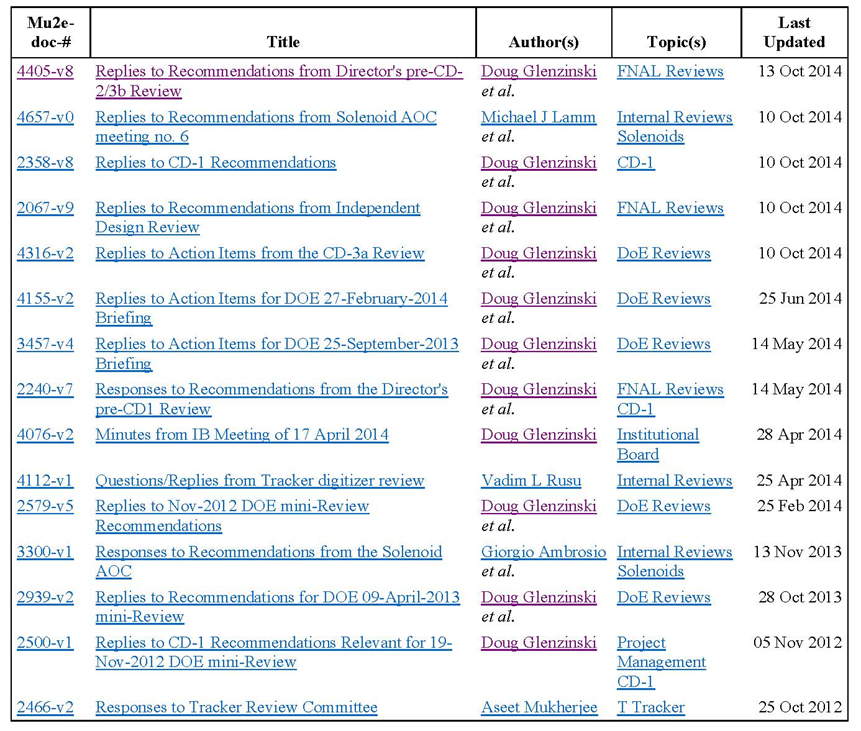 Mu2e-
doc-#
Title
Author(s)
Topic(s)
Last
Updated
4405-v8 Replies to Recommendations from Director's pre-CD- Doug Glenzinski FNAL Reviews 13 Oct 2014
2/3b Review et al.
4657-v0 Replies to Recommendations from Solenoid AOC Michael J Lamm Internal Reviews 10 Oct 2014
meeting no. 6 et al. Solenoids
2358-v8 Replies to CD-1 Recommendations Doug Glenzinski CD-1 10 Oct 2014
et al.
2067-v9 Replies to Recommendations from Independent Doug Glenzinski FNAL Reviews 10 Oct 2014
Design Review et al.
4316-v2 Replies to Action Items from the CD-3a Review Doug Glenzinski DoE Reviews 10 Oct 2014
et al.
4155-v2 Replies to Action Items for DOE 27-February-2014 Doug Glenzinski DoE Reviews 25 Jun 2014
Briefing et al.
3457-v4 Replies to Action Items for DOE 25-September-2013 Doug Glenzinski DoE Reviews 14 May 2014
Briefing et al.
2240-v7 Responses to Recommendations from the Director's Doug Glenzinski FNAL Reviews 14 May 2014
pre-CD1 Review et al. CD-1
4076-v2 Minutes from IB Meeting of 17 April 2014 Doug Glenzinski Institutional 28 Apr 2014
Board
4112-v1 Questions/Replies from Tracker digitizer review Vadim L Rusu Internal Reviews 25 Apr 2014
2579-v5 Replies to Nov-2012 DOE mini-Review Doug Glenzinski DoE Reviews 25 Feb 2014
Recommendations et al.
3300-v1 Responses to Recommendations from the Solenoid Giorgio Ambrosio Internal Reviews 13 Nov 2013
AOC et al. Solenoids
2939-v2 Replies to Recommendations for DOE 09-April-2013 Doug Glenzinski DoE Reviews 28 Oct 2013
mini-Review et al.
2500-v1 Replies to CD-1 Recommendations Relevant for 19- Doug Glenzinski Project 05 Nov 2012
Nov-2012 DOE mini-Review Management
CD-1
2466-v2 Responses to Tracker Review Committee Aseet Mukherjee T Tracker 25 Oct 2012